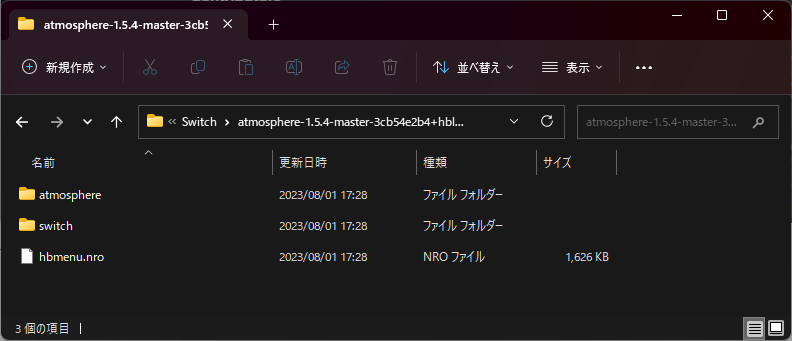 atmosphere-1.5.4-master-3cb5
新規作成 並べ替え 表示
Switch atmosphere-1.5.4-master-3cb54e2b4+hbl... atmosphere-1.5.4-master-3...
名前 更新日時 種類 サイズ
atmosphere 2023/08/01 17:28 ファイル フォルダー
switch 2023/08/01 17:28 ファイル フォルダー
hbmenu.nro 2023/08/01 17:28 NRO ファイル 1,626 KB
3 個の項目